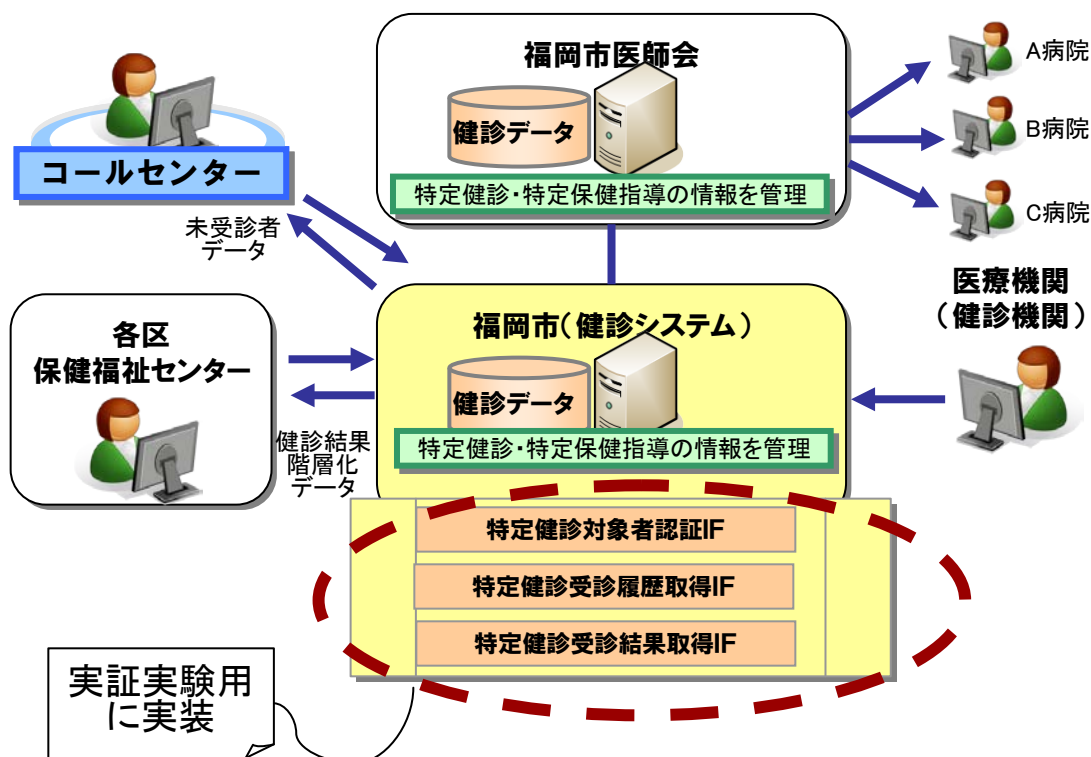 福岡市医師会
健診データ
特定健診・特定保健指導の情報を管理
A病院
B病院
C病院
医療機関
（健診機関）
コールセンター
未受診者
データ
各区
保健福祉センター
健診結果
階層化
データ
福岡市（健診システム）
健診データ
特定健診・特定保健指導の情報を管理
特定健診対象者認証IF
特定健診受診履歴取得IF
特定健診受診結果取得IF
実証実験用
に実装